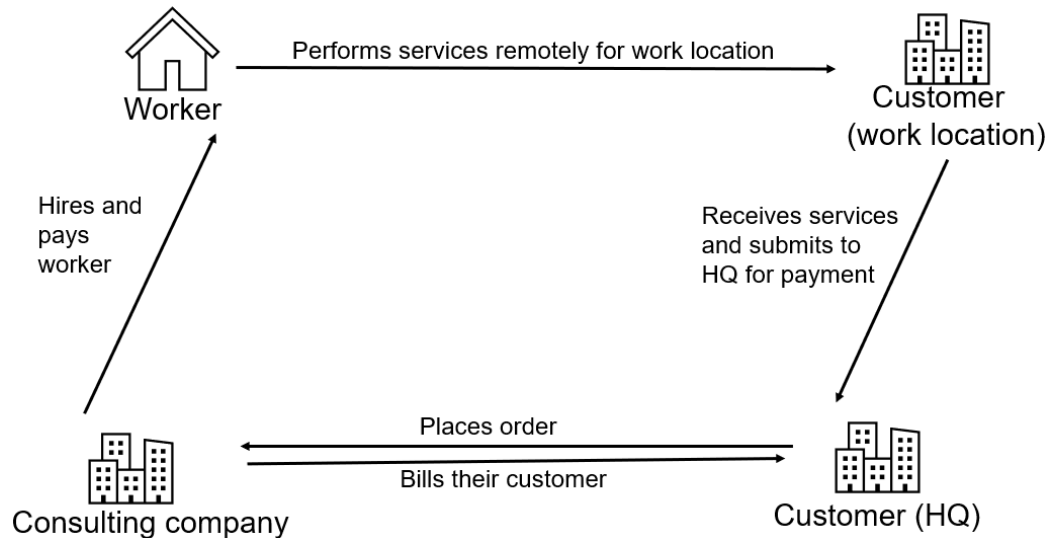 Performs services remotely for work location
Worker
Customer
(work location)
Hires and
pays
worker
Receives services
and submits to
HQ for payment
Places order
Bills their customer
Consulting company
Customer (HQ)